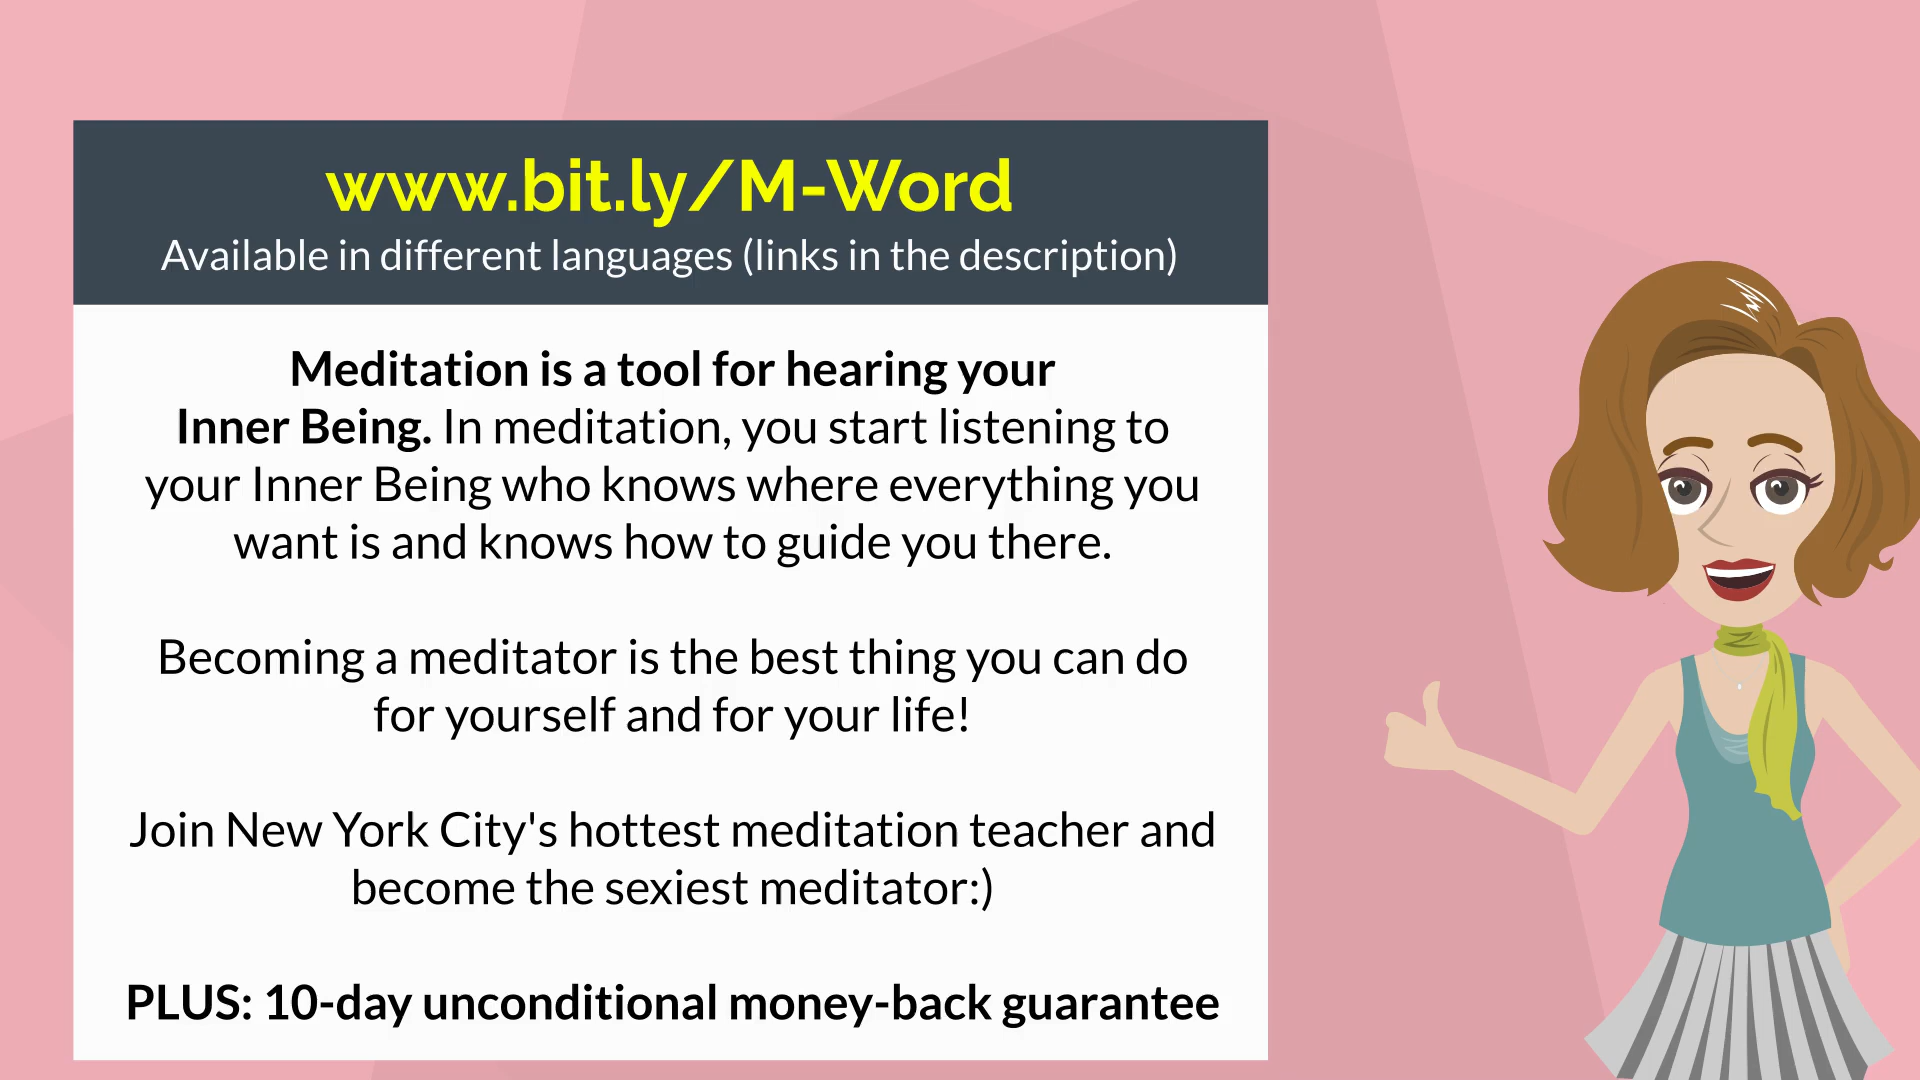 www.bit.ly/M-Word
Available in different languages (links in the description)
Meditation is a tool for hearing your
Inner Being. In meditation, you start listening to
your Inner Being who knows where everything you
want is and knows how to guide you there.
Becoming a meditator is the best thing you can do
for yourself and for your life!
Join New York City's hottest meditation teacher and
become the sexiest meditator:)
PLUS: 10-day unconditional money-back guarantee